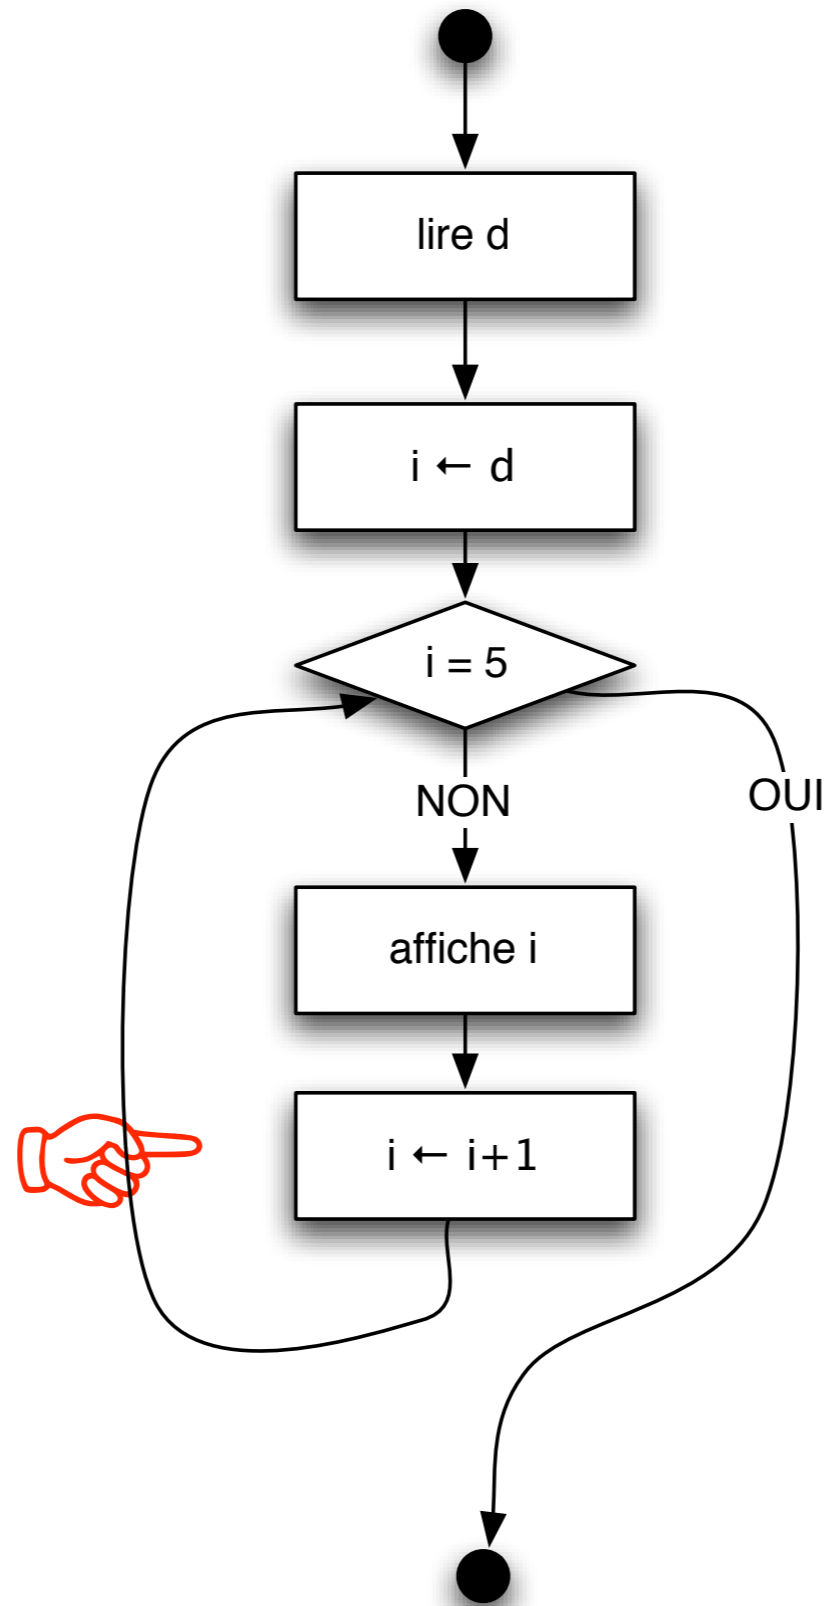 lire d
i ← d
i = 5
NON
OUI
affiche i
i ← i+1